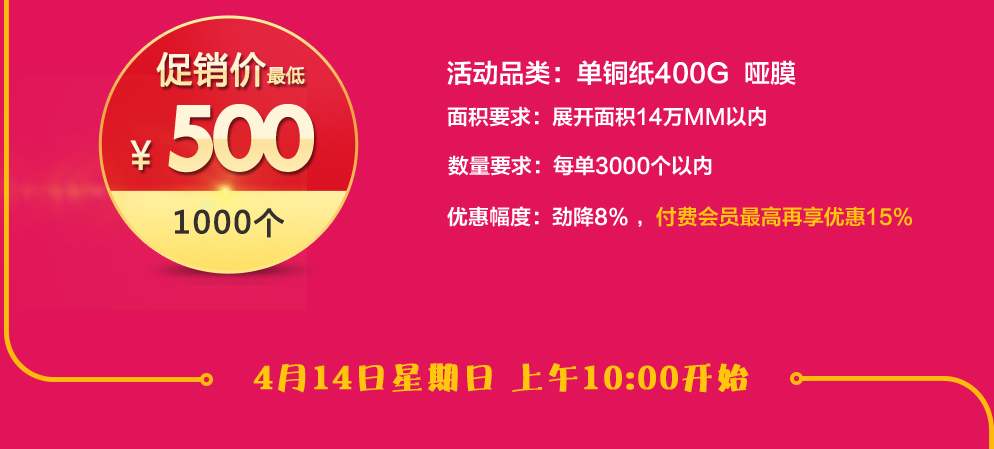 促销价最低
¥500
1000个
活动品类：单铜纸400G 哑膜
面积要求：展开面积14万MM以内
数量要求：每单3000个以内
优惠幅度：劲降8%，付费会员最高再享优惠15%
4月14日星期日 上午10:00开始